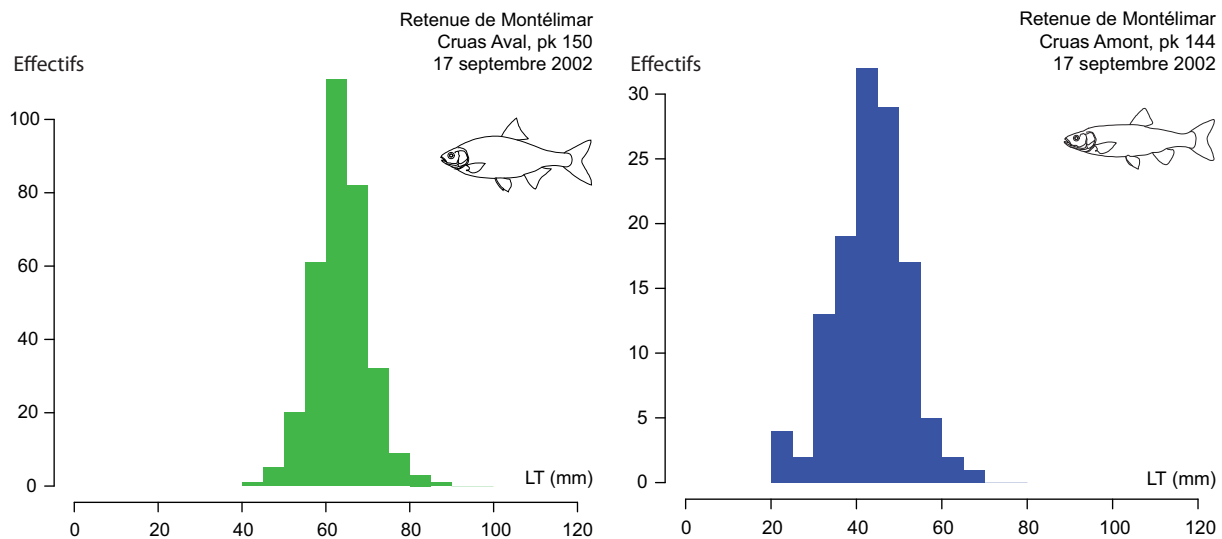 Retenue de Montélimar
Cruas Aval, pk 150
17 septembre 2002
Effectifs
100
80
60
40
20
0
LT (mm)
0 20 40 60 80 100 120
Retenue de Montélimar
Cruas Amont, pk 144
17 septembre 2002
Effectifs
30
25
20
15
10
5
0
LT (mm)
0 20 40 60 80 100 120